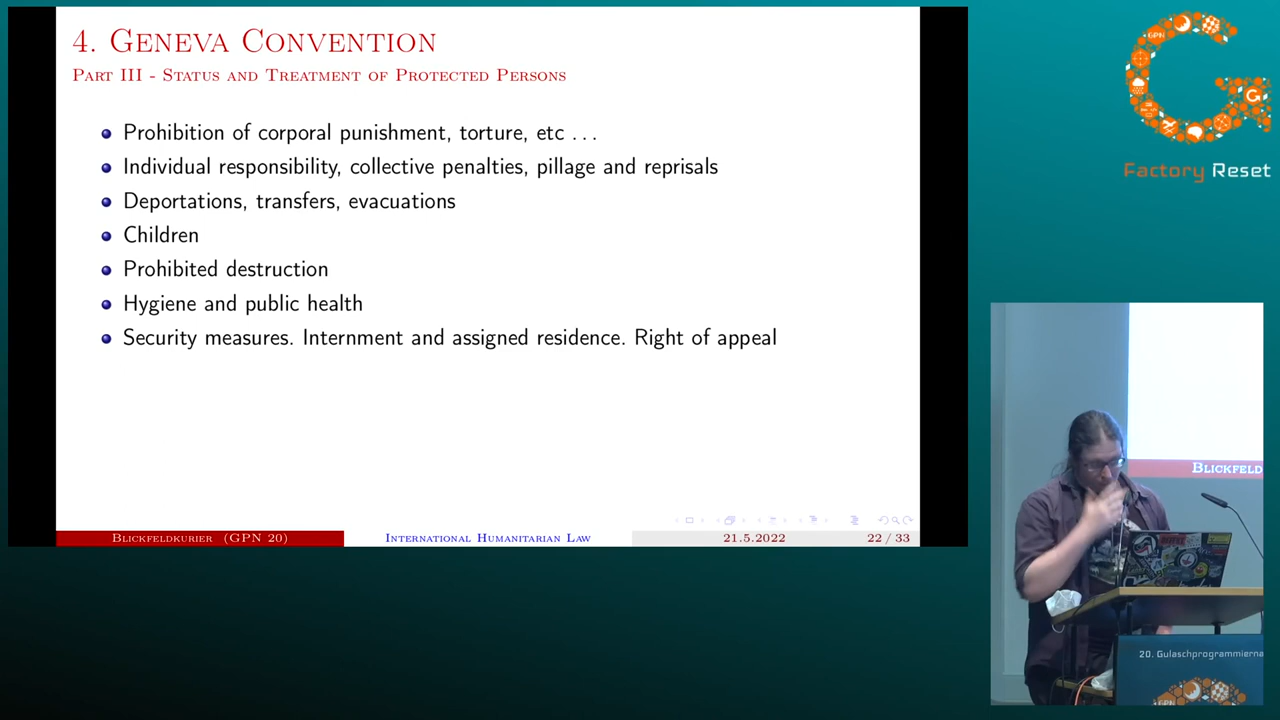 4. Geneva Convention
Part III - Status and Treatment of Protected Persons
Prohibition of corporal punishment, torture, etc ...
Individual responsibility, collective penalties, pillage and reprisals
Deportations, transfers, evacuations
Children
Prohibited destruction
Hygiene and public health
Security measures. Internment and assigned residence. Right of appeal
Blickfeldkurier (GPN 20) International Humanitarian Law 21.5.2022 22 / 33
Factory Reset
Blickfeld
20. Gulaschprogrammierna